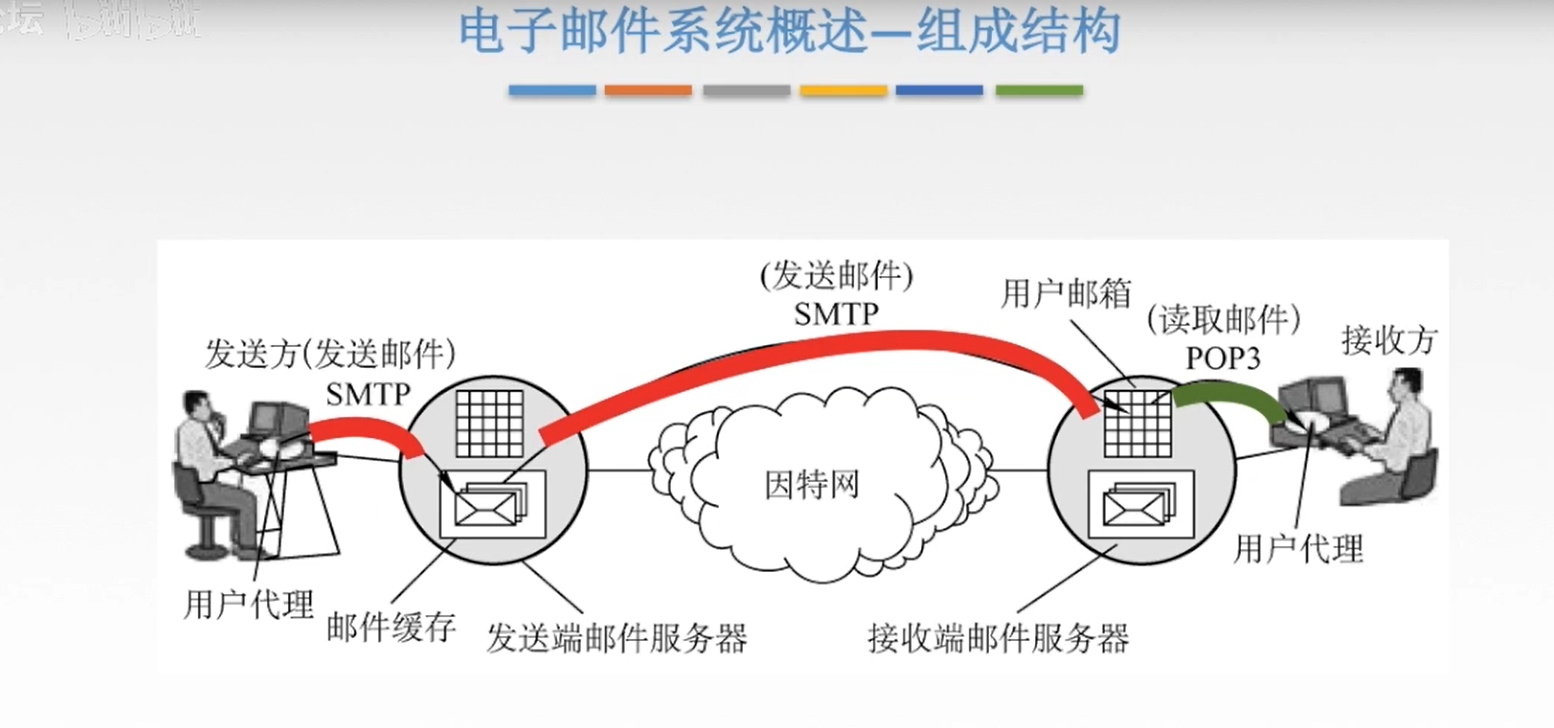 坛 bilibili
电子邮件系统概述—组成结构
(发送邮件)
SMTP
用户邮箱
(读取邮件)
POP3
接收方
发送方(发送邮件)
SMTP
因特网
用户代理
邮件缓存
发送端邮件服务器
接收端邮件服务器
用户代理